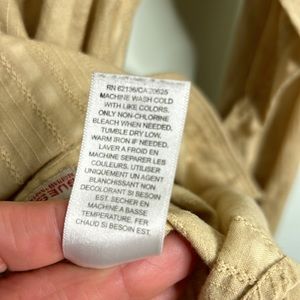 RN 62136/CA 20625
MACHINE WASH COLD
WITH LIKE COLORS.
ONLY NON-CHLORINE
BLEACH WHEN NEEDED.
TUMBLE DRY LOW.
WARM IRON IF NEEDED.
LAVER A FROID EN
MACHINE SEPARER LES
COULEURS. UTILISER
UNIQUEMENT UN AGENT
BLANCHISSANT NON
DECOLORANT SI BESOIN
EST. SECHER EN
MACHINE A BASSE
TEMPERATURE. FER
CHAUD SI BESOIN EST.